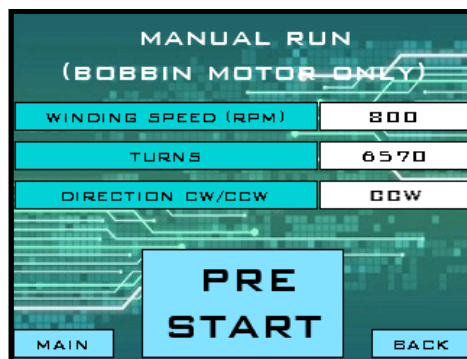 MANUAL RUN
(BOBBIN MOTOR ONLY)
WINDING SPEED (RPM) 800
TURNS 6570
DIRECTION CW/CCW CCW
PRE
START
MAIN
BACK